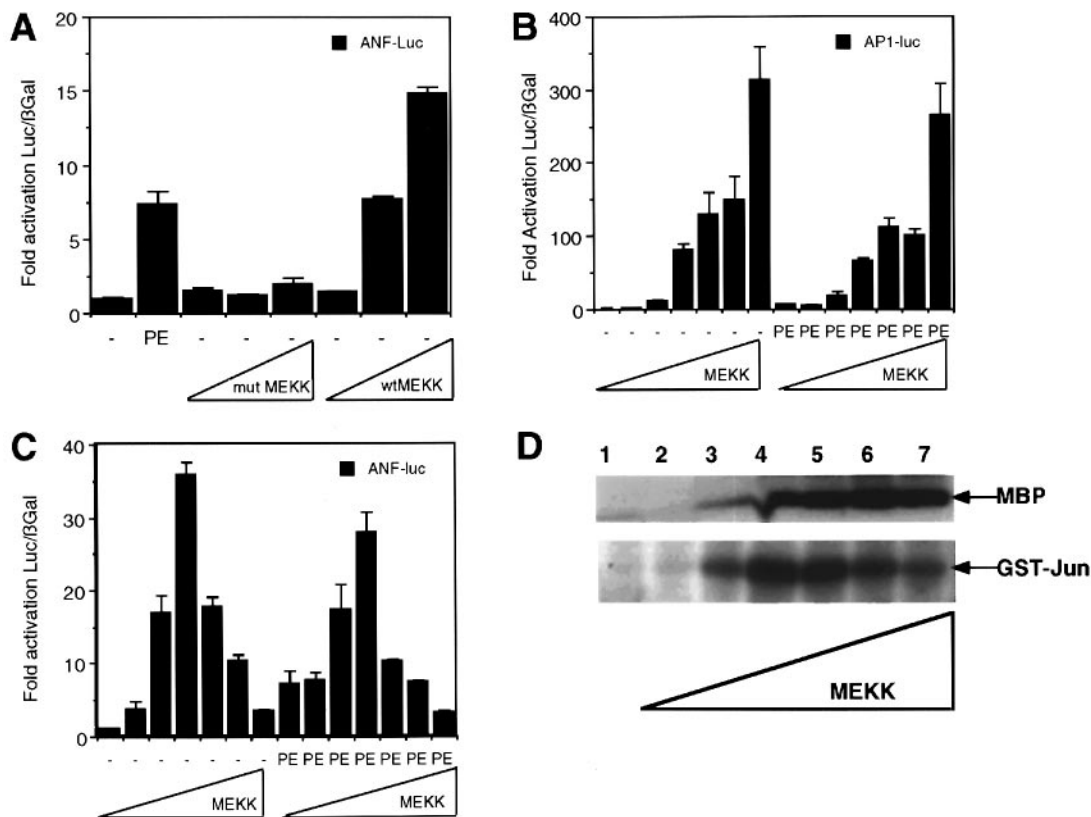 A
ANF-Luc
Fold activation Luc/ßGal
20
15
10
5
0
- PE - - - - - -
mut MEKK
wtMEKK
B
AP1-luc
Fold Activation Luc/ßGal
400
300
200
100
0
- - - - - - - PE PE PE PE PE PE PE
MEKK
MEKK
C
ANF-luc
Fold activation Luc/ßGal
40
30
20
10
0
- - - - - - - PE PE PE PE PE PE PE
MEKK
MEKK
D
1 2 3 4 5 6 7
MBP
GST-Jun
MEKK